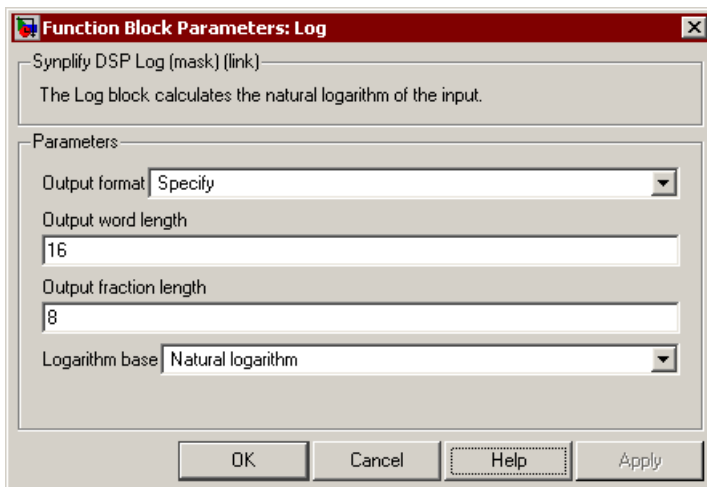 Function Block Parameters: Log
Synplify DSP Log (mask) (link)
The Log block calculates the natural logarithm of the input.
Parameters
Output format Specify
Output word length
16
Output fraction length
8
Logarithm base Natural logarithm
OK Cancel Help Apply